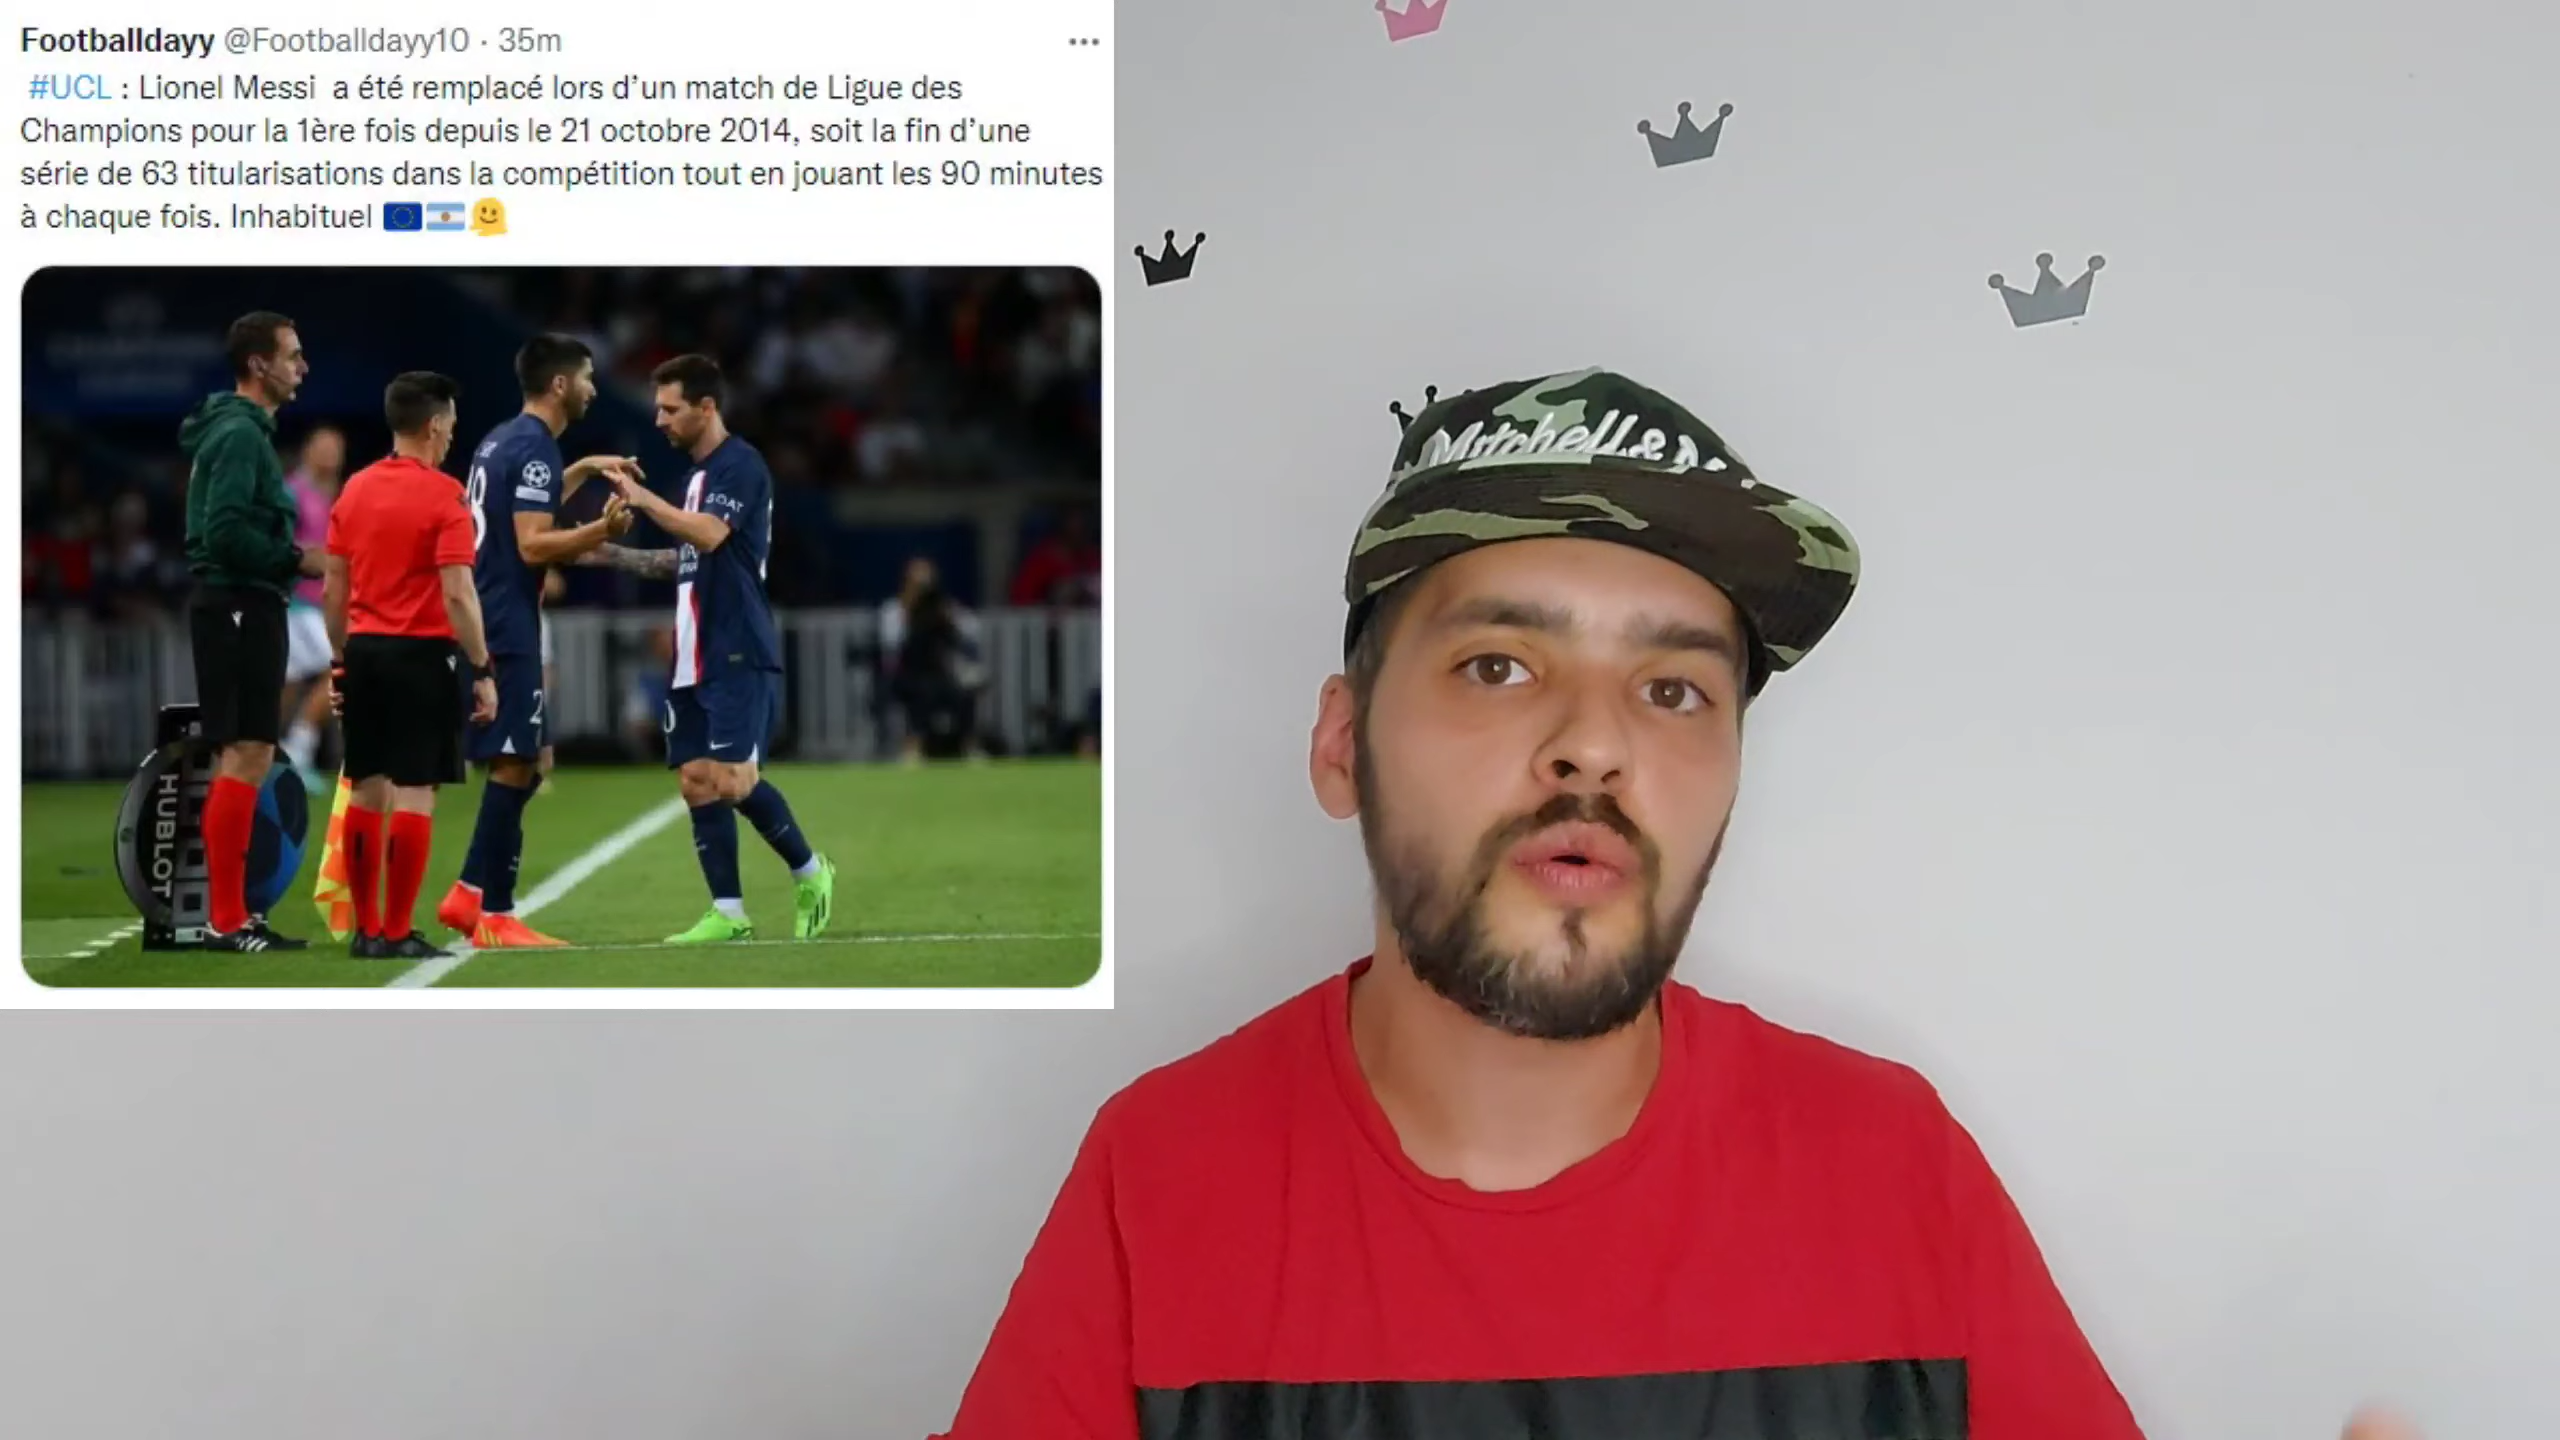 Footballdayy @Footballdayy10 · 35m
#UCL : Lionel Messi a été remplacé lors d’un match de Ligue des
Champions pour la 1ère fois depuis le 21 octobre 2014, soit la fin d’une
série de 63 titularisations dans la compétition tout en jouant les 90 minutes
à chaque fois. Inhabituel
Mitchell &
GOAT
HUBLOT